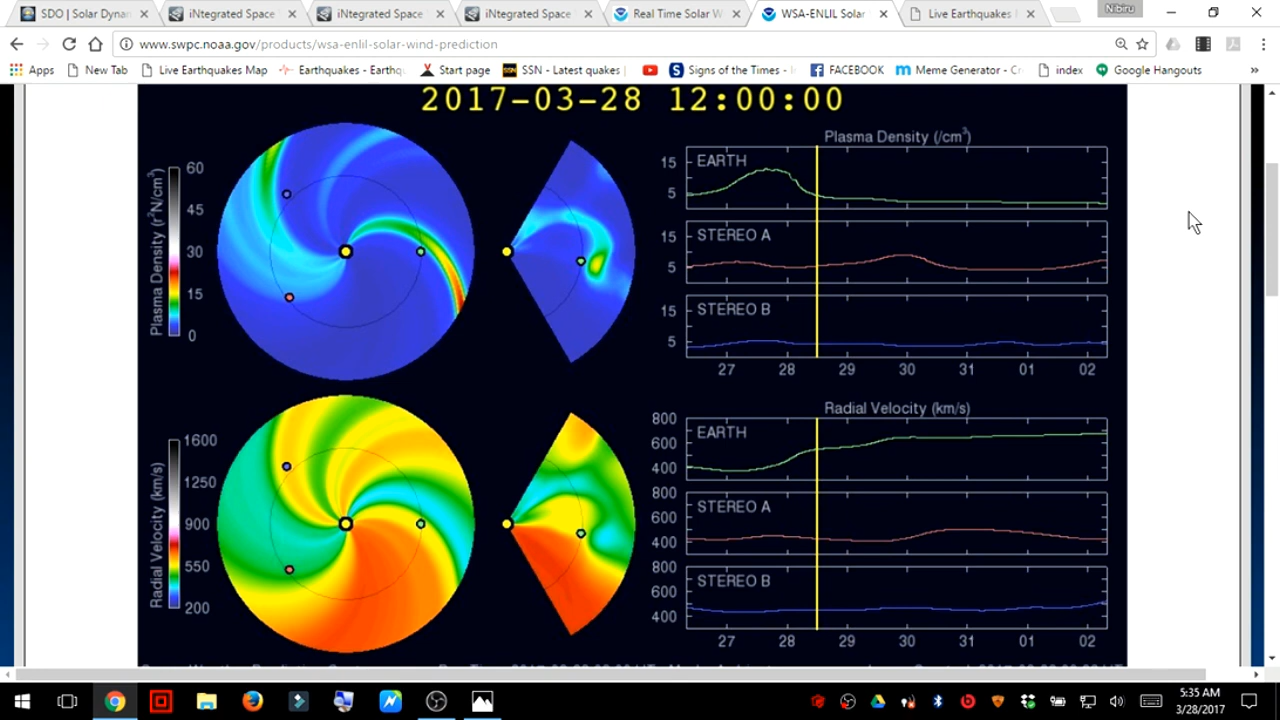 SDO | Solar Dynam
iNtegrated Space
iNtegrated Space
iNtegrated Space
Real Time Solar W
WSA-ENLIL Solar
Live Earthquakes
Nibiru
www.swpc.noaa.gov/products/wsa-enlil-solar-wind-prediction
Apps
New Tab
Live Earthquakes Map
Earthquakes - Earthq
Start page
SSN - Latest quakes |
Signs of the Times -
FACEBOOK
Meme Generator - Cr
index
Google Hangouts
»
2017-03-28 12:00:00
Plasma Density (r²N/cm³)
60
45
30
15
0
Plasma Density (/cm³)
EARTH
15
5
STEREO A
15
5
STEREO B
15
5
27 28 29 30 31 01 02
Radial Velocity (km/s)
1600
1250
900
550
200
Radial Velocity (km/s)
EARTH
800
600
400
STEREO A
800
600
400
STEREO B
800
600
400
27 28 29 30 31 01 02
5:35 AM
3/28/2017